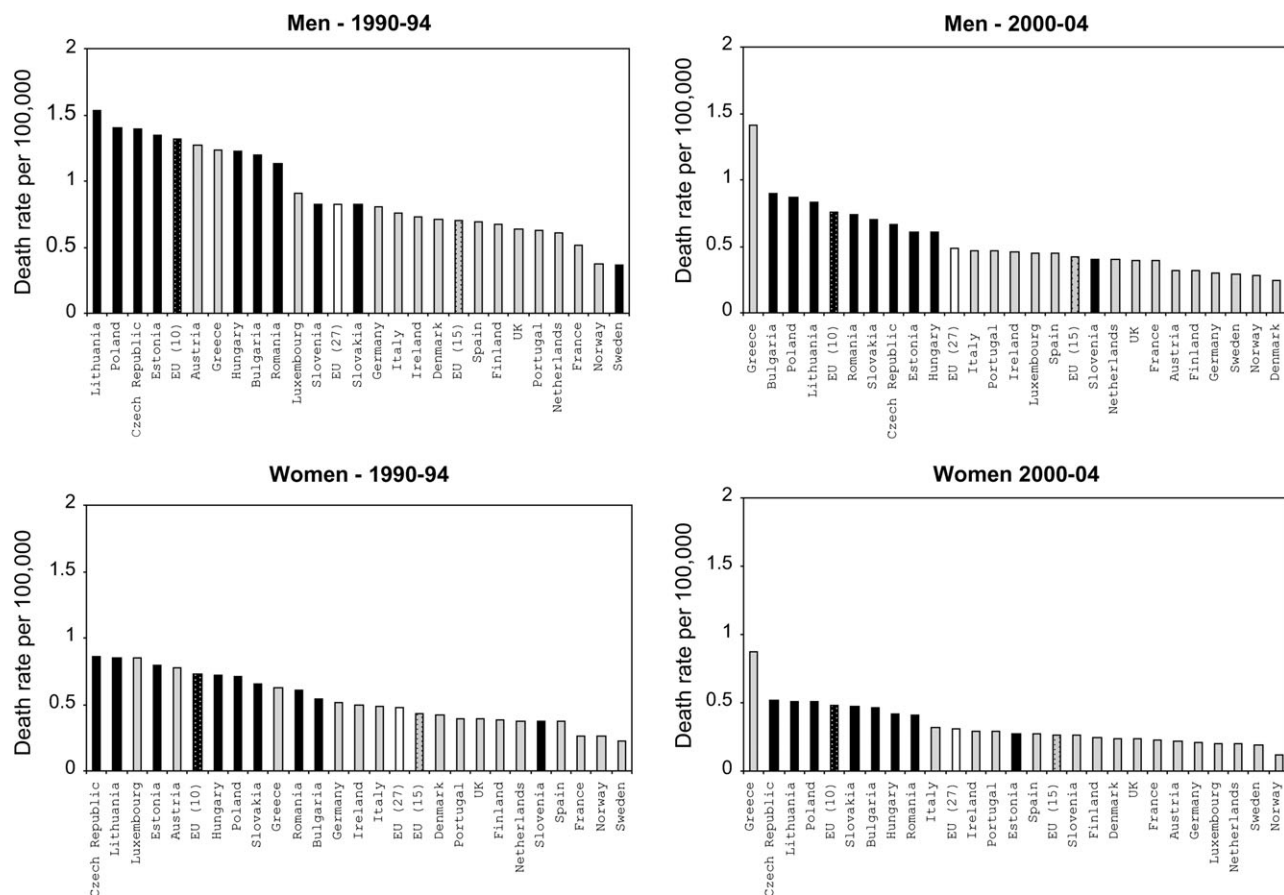 Men - 1990-94
Death rate per 100,000
2
1.5
1
0.5
0
Lithuania
Poland
Czech Republic
Estonia
EU (10)
Austria
Greece
Hungary
Bulgaria
Romania
Luxembourg
Slovenia
EU (27)
Slovakia
Germany
Italy
Ireland
Denmark
EU (15)
Spain
Finland
UK
Portugal
Netherlands
France
Norway
Sweden
Men - 2000-04
Death rate per 100,000
2
1.5
1
0.5
0
Greece
Bulgaria
Poland
Lithuania
EU (10)
Romania
Slovakia
Czech Republic
Estonia
Hungary
EU (27)
Italy
Portugal
Ireland
Luxembourg
Spain
EU (15)
Slovenia
Netherlands
UK
France
Austria
Finland
Germany
Sweden
Norway
Denmark
Women - 1990-94
Death rate per 100,000
2
1.5
1
0.5
0
Czech Republic
Lithuania
Luxembourg
Estonia
Austria
EU (10)
Hungary
Poland
Slovakia
Greece
Romania
Bulgaria
Germany
Ireland
Italy
EU (27)
EU (15)
Denmark
Portugal
UK
Finland
Netherlands
Slovenia
Spain
France
Norway
Sweden
Women 2000-04
Death rate per 100,000
2
1.5
1
0.5
0
Greece
Czech Republic
Lithuania
Poland
EU (10)
Slovakia
Bulgaria
Hungary
Romania
Italy
EU (27)
Ireland
Portugal
Estonia
Spain
EU (15)
Slovenia
Finland
Denmark
UK
France
Austria
Germany
Luxembourg
Netherlands
Sweden
Norway